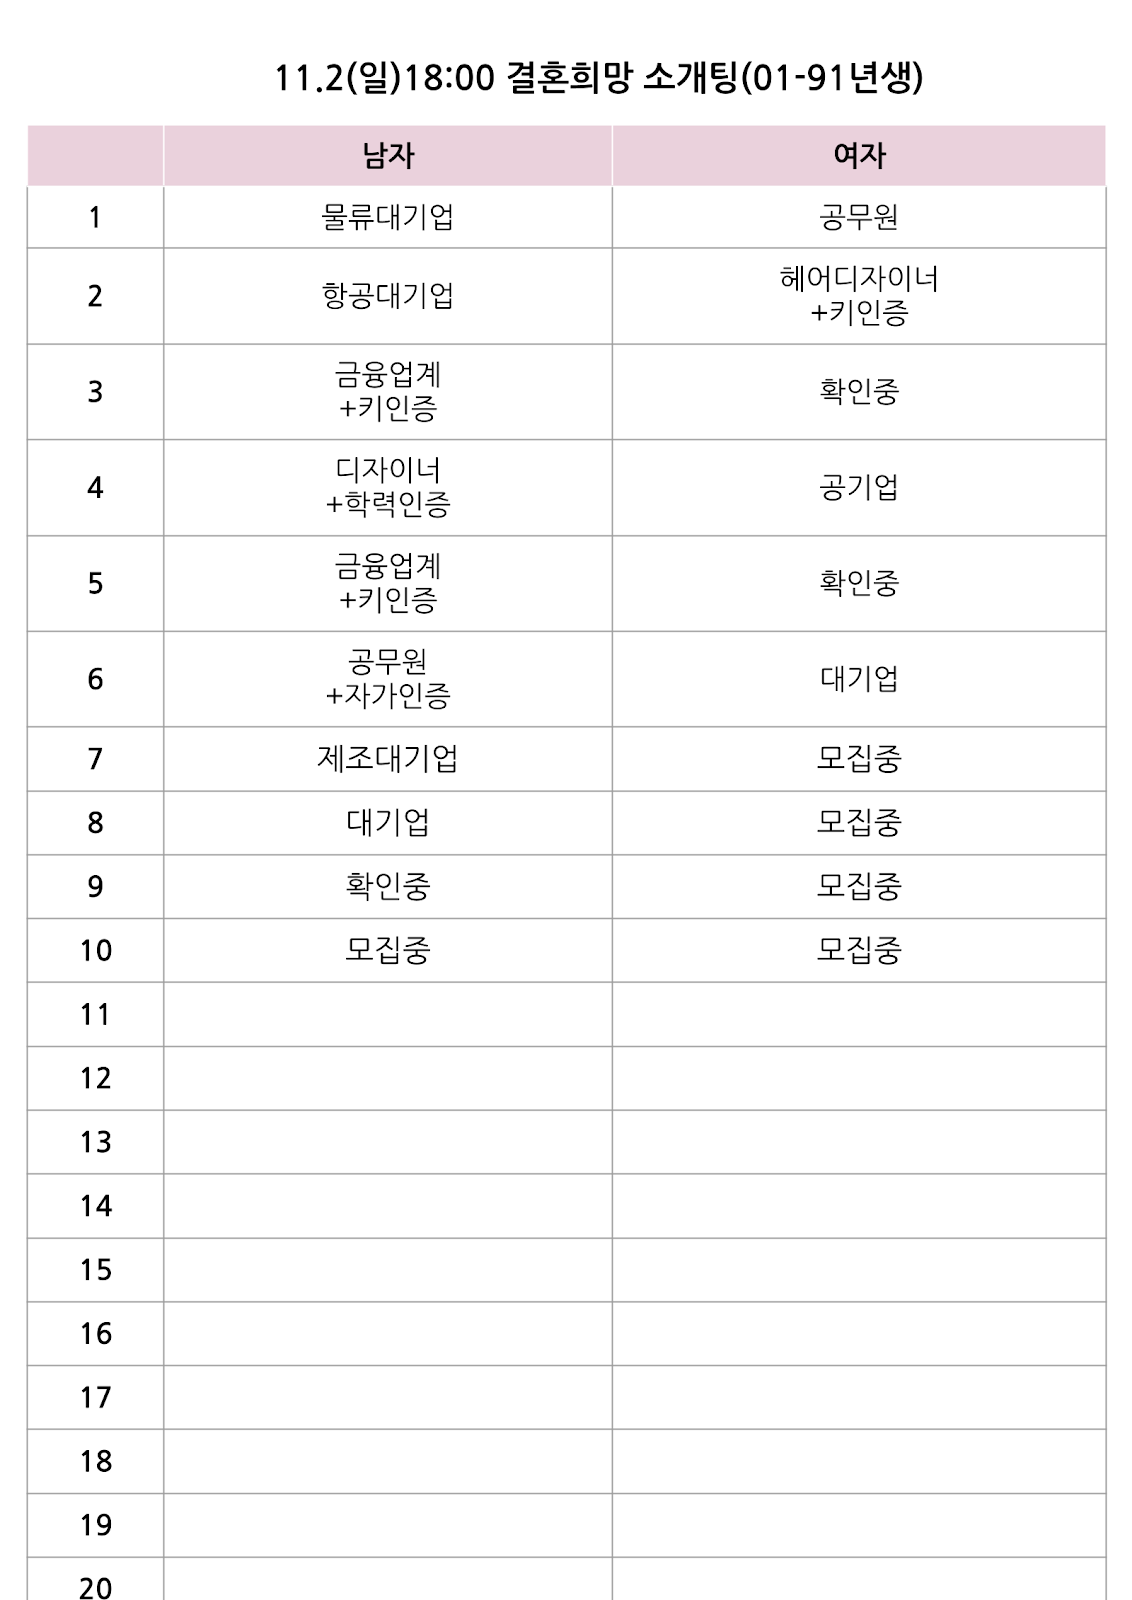 11.2(일)18:00 결혼희망 소개팅(01-91년생)
남자 여자
1 물류대기업 공무원
2 항공대기업 헤어디자이너
+키인증
3 금융업계
+키인증 확인중
4 디자이너
+학력인증 공기업
5 금융업계
+키인증 확인중
6 공무원
+자가인증 대기업
7 제조대기업 모집중
8 대기업 모집중
9 확인중 모집중
10 모집중 모집중
11
12
13
14
15
16
17
18
19
20